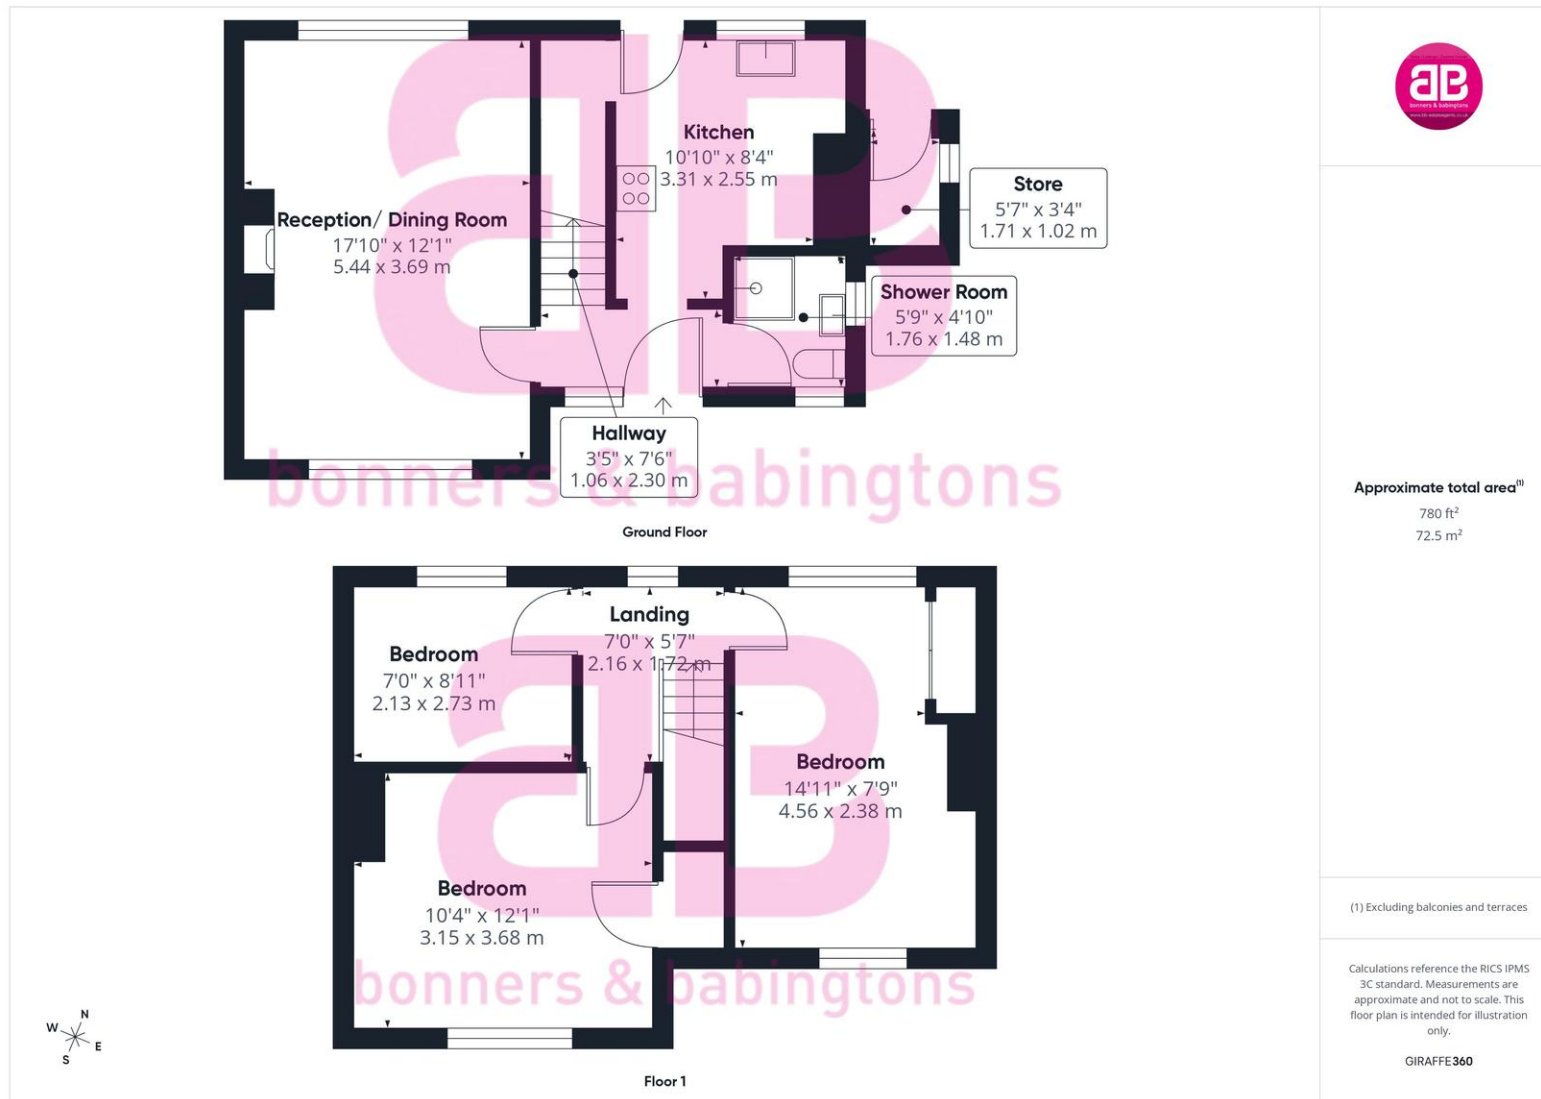 Kitchen
10'10" x 8'4"
3.31 x 2.55 m
Store
5'7" x 3'4"
1.71 x 1.02 m
Reception/ Dining Room
17'10" x 12'1"
5.44 x 3.69 m
Shower Room
5'9" x 4'10"
1.76 x 1.48 m
Hallway
3'5" x 7'6"
1.06 x 2.30 m
bonners & babingtons
Ground Floor
Landing
7'0" x 5'7"
2.16 x 1.72 m
Bedroom
7'0" x 8'11"
2.13 x 2.73 m
Bedroom
14'11" x 7'9"
4.56 x 2.38 m
Bedroom
10'4" x 12'1"
3.15 x 3.68 m
bonners & babingtons
Floor 1
N
W
E
S
bonners & babingtons
Approximate total area(1)
780 ft²
72.5 m²
(1) Excluding balconies and terraces
Calculations reference the RICS IPMS
3C standard. Measurements are
approximate and not to scale. This
floor plan is intended for illustration
only.
GIRAFFE360